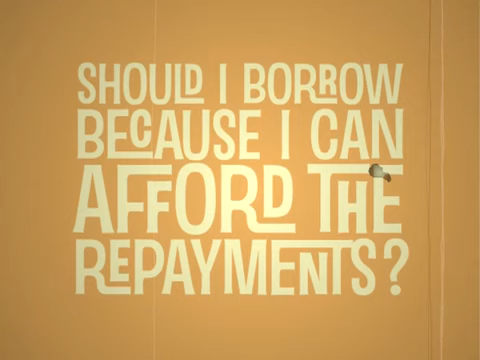 SHOULD I BORROW
BECAUSE I CAN
AFFORD THE
REPAYMENTS?